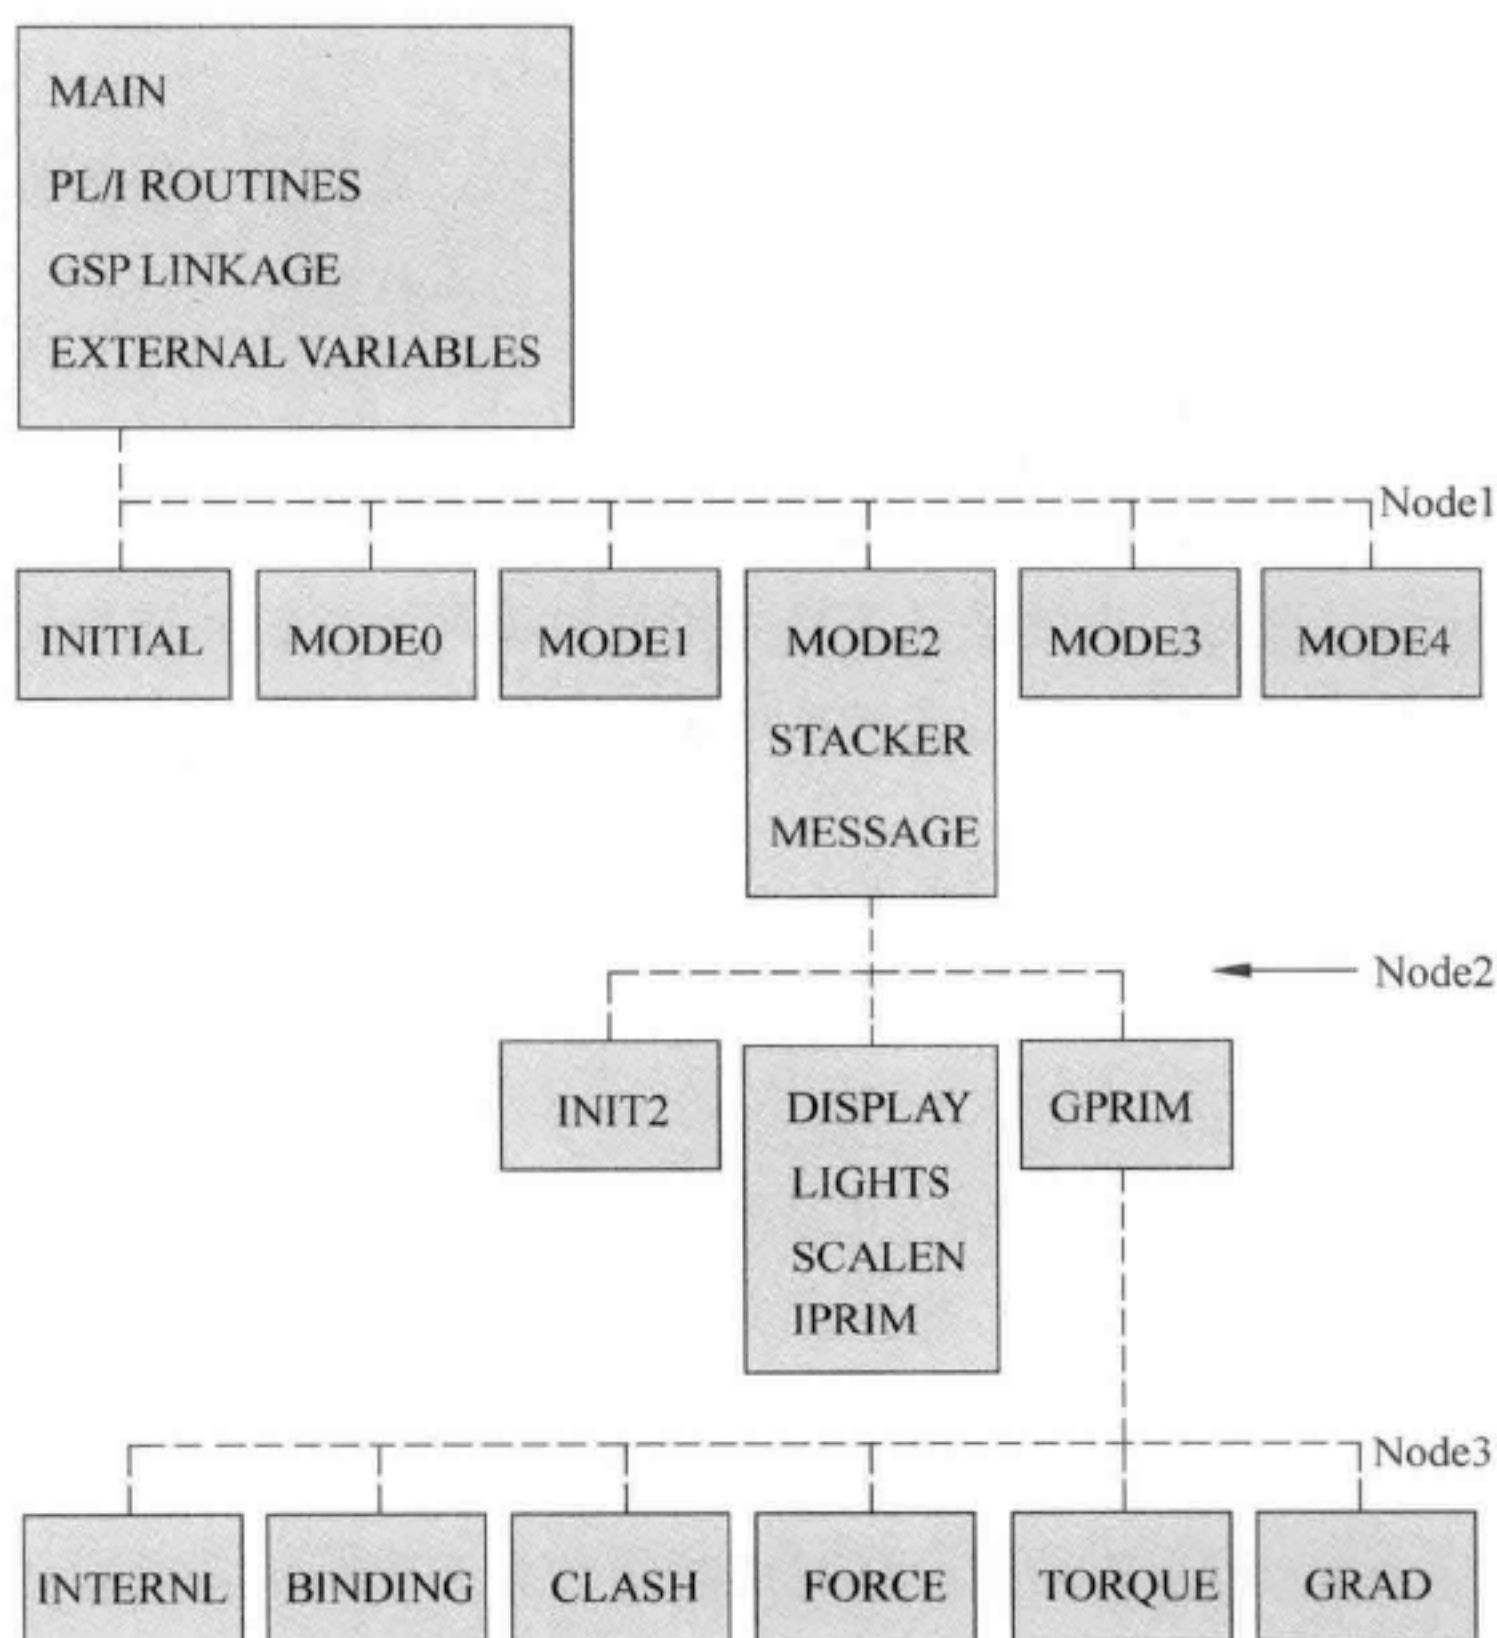 MAIN
PL/I ROUTINES
GSP LINKAGE
EXTERNAL VARIABLES
Node1
INITIAL
MODE0
MODE1
MODE2
STACKER
MESSAGE
MODE3
MODE4
Node2
INIT2
DISPLAY
LIGHTS
SCALEN
IPRIM
GPRIM
Node3
INTERNL
BINDING
CLASH
FORCE
TORQUE
GRAD